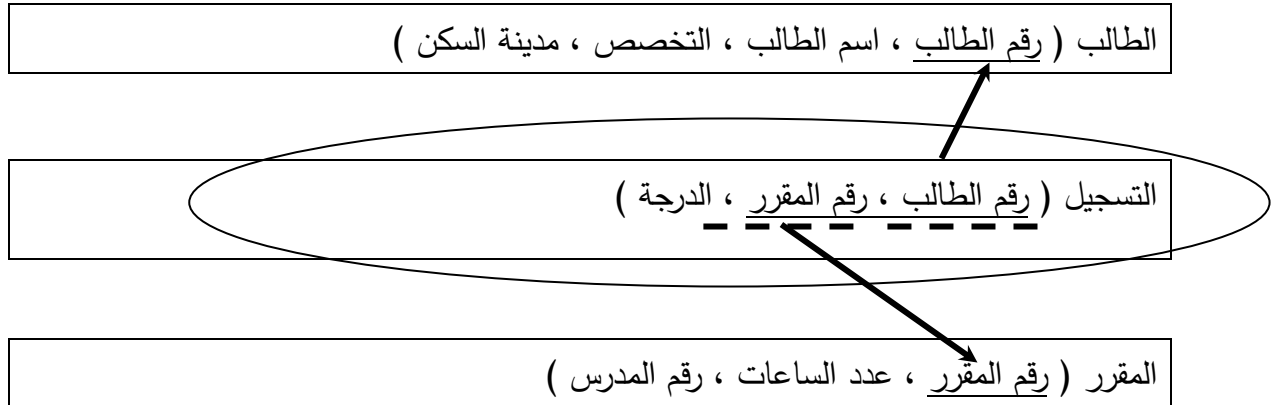 الطالب ( رقم الطالب ، اسم الطالب ، التخصص ، مدينة السكن )
التسجيل ( رقم الطالب ، رقم المقرر ، الدرجة )
المقرر ( رقم المقرر ، عدد الساعات ، رقم المدرس )